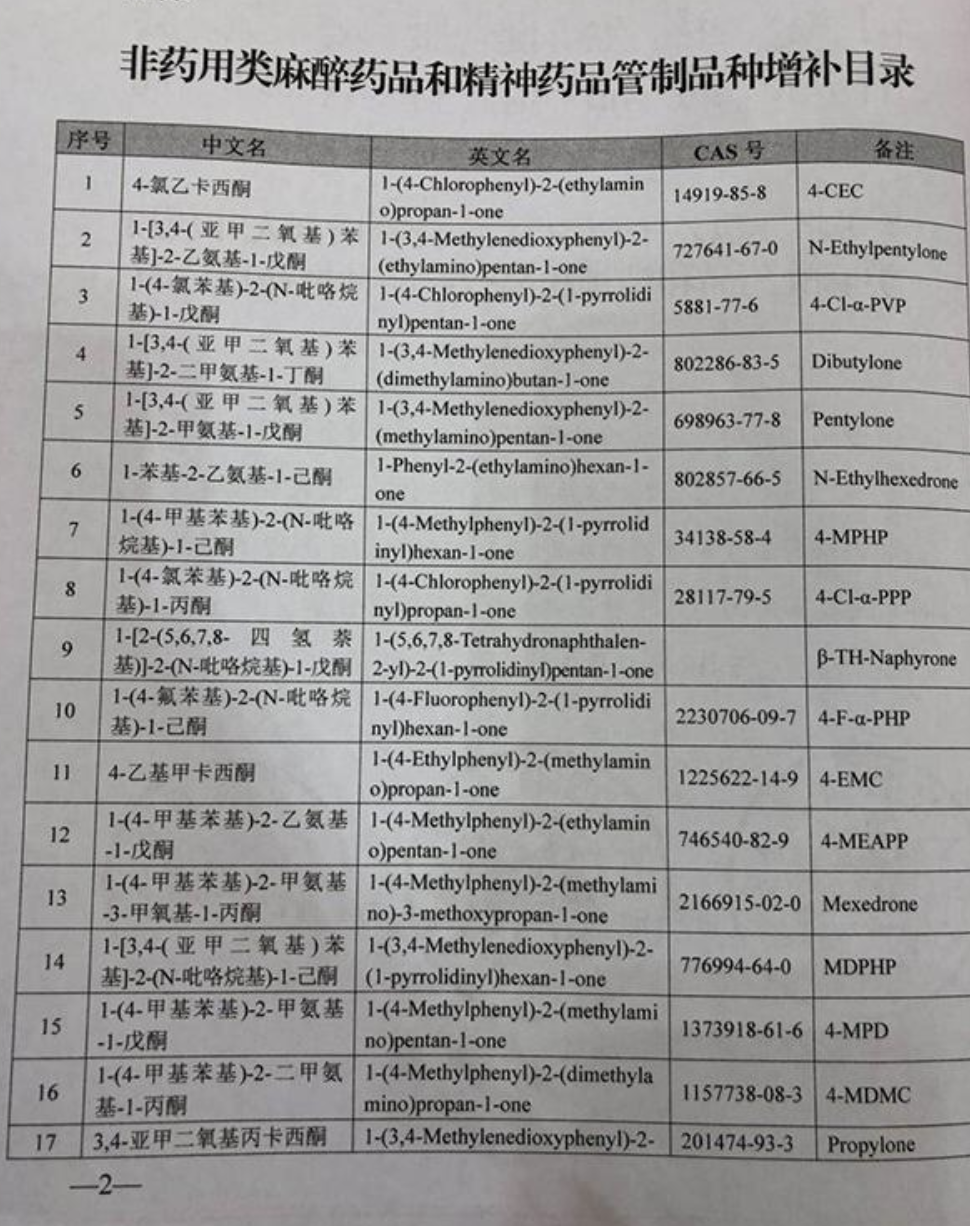 非药用类麻醉药品和精神药品管制品种增补目录
序号 中文名 英文名 CAS 号 备注
1 4-氯乙卡西酮 1-(4-Chlorophenyl)-2-(ethylamin
o)propan-1-one 14919-85-8 4-CEC
2 1-[3,4-(亚甲二氧基)苯
基]-2-乙氨基-1-戊酮 1-(3,4-Methylenedioxyphenyl)-2-
(ethylamino)pentan-1-one 727641-67-0 N-Ethylpentylone
3 1-(4-氯苯基)-2-(N-吡咯烷
基)-1-戊酮 1-(4-Chlorophenyl)-2-(1-pyrrolidi
nyl)pentan-1-one 5881-77-6 4-Cl-α-PVP
4 1-[3,4-(亚甲二氧基)苯
基]-2-二甲氨基-1-丁酮 1-(3,4-Methylenedioxyphenyl)-2-
(dimethylamino)butan-1-one 802286-83-5 Dibutylone
5 1-[3,4-(亚甲二氧基)苯
基]-2-甲氨基-1-戊酮 1-(3,4-Methylenedioxyphenyl)-2-
(methylamino)pentan-1-one 698963-77-8 Pentylone
6 1-苯基-2-乙氨基-1-己酮 1-Phenyl-2-(ethylamino)hexan-1-
one 802857-66-5 N-Ethylhexedrone
7 1-(4-甲基苯基)-2-(N-吡咯
烷基)-1-己酮 1-(4-Methylphenyl)-2-(1-pyrrolid
inyl)hexan-1-one 34138-58-4 4-MPHP
8 1-(4-氯苯基)-2-(N-吡咯烷
基)-1-丙酮 1-(4-Chlorophenyl)-2-(1-pyrrolidi
nyl)propan-1-one 28117-79-5 4-Cl-α-PPP
9 1-[2-(5,6,7,8-四氢萘
基)]-2-(N-吡咯烷基)-1-戊酮 1-(5,6,7,8-Tetrahydronaphthalen-
2-yl)-2-(1-pyrrolidinyl)pentan-1-one β-TH-Naphyrone
10 1-(4-氟苯基)-2-(N-吡咯烷
基)-1-己酮 1-(4-Fluorophenyl)-2-(1-pyrrolidi
nyl)hexan-1-one 2230706-09-7 4-F-α-PHP
11 4-乙基甲卡西酮 1-(4-Ethylphenyl)-2-(methylamin
o)propan-1-one 1225622-14-9 4-EMC
12 1-(4-甲基苯基)-2-乙氨基
-1-戊酮 1-(4-Methylphenyl)-2-(ethylamin
o)pentan-1-one 746540-82-9 4-MEAPP
13 1-(4-甲基苯基)-2-甲氨基
-3-甲氧基-1-丙酮 1-(4-Methylphenyl)-2-(methylami
no)-3-methoxypropan-1-one 2166915-02-0 Mexedrone
14 1-[3,4-(亚甲二氧基)苯
基]-2-(N-吡咯烷基)-1-己酮 1-(3,4-Methylenedioxyphenyl)-2-
(1-pyrrolidinyl)hexan-1-one 776994-64-0 MDPHP
15 1-(4-甲基苯基)-2-甲氨基
-1-戊酮 1-(4-Methylphenyl)-2-(methylami
no)pentan-1-one 1373918-61-6 4-MPD
16 1-(4-甲基苯基)-2-二甲氨
基-1-丙酮 1-(4-Methylphenyl)-2-(dimethyla
mino)propan-1-one 1157738-08-3 4-MDMC
17 3,4-亚甲二氧基丙卡西酮 1-(3,4-Methylenedioxyphenyl)-2- 201474-93-3 Propylone
—2—